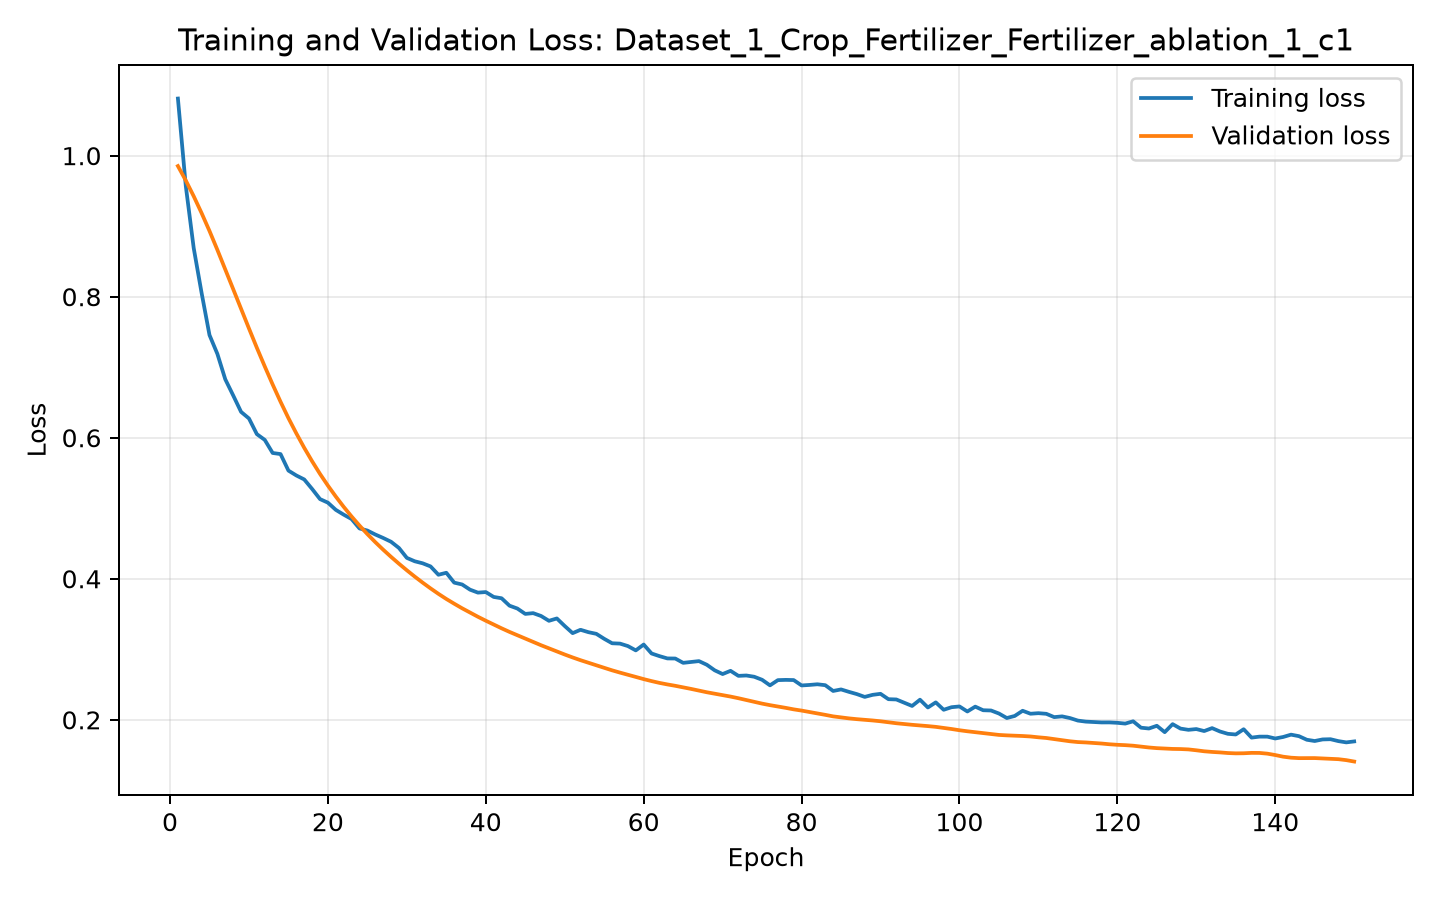 Training and Validation Loss: Dataset_1_Crop_Fertilizer_Fertilizer_ablation_1_c1
Training loss
Validation loss
Loss
1.0
0.8
0.6
0.4
0.2
0 20 40 60 80 100 120 140
Epoch